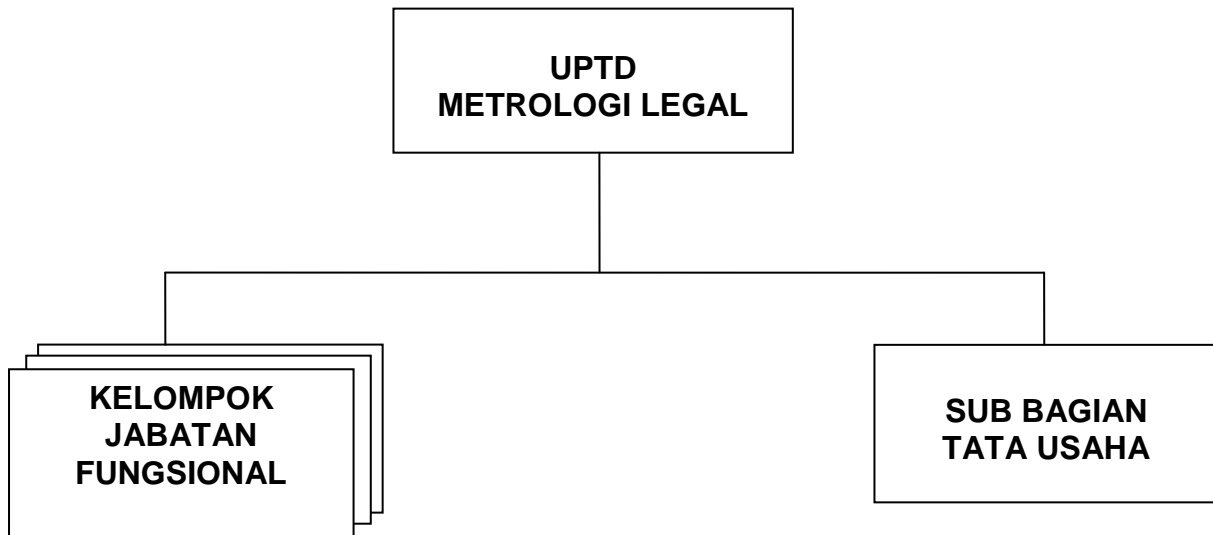 UPTD
METROLOGI LEGAL
KELOMPOK
JABATAN
FUNGSIONAL
SUB BAGIAN
TATA USAHA